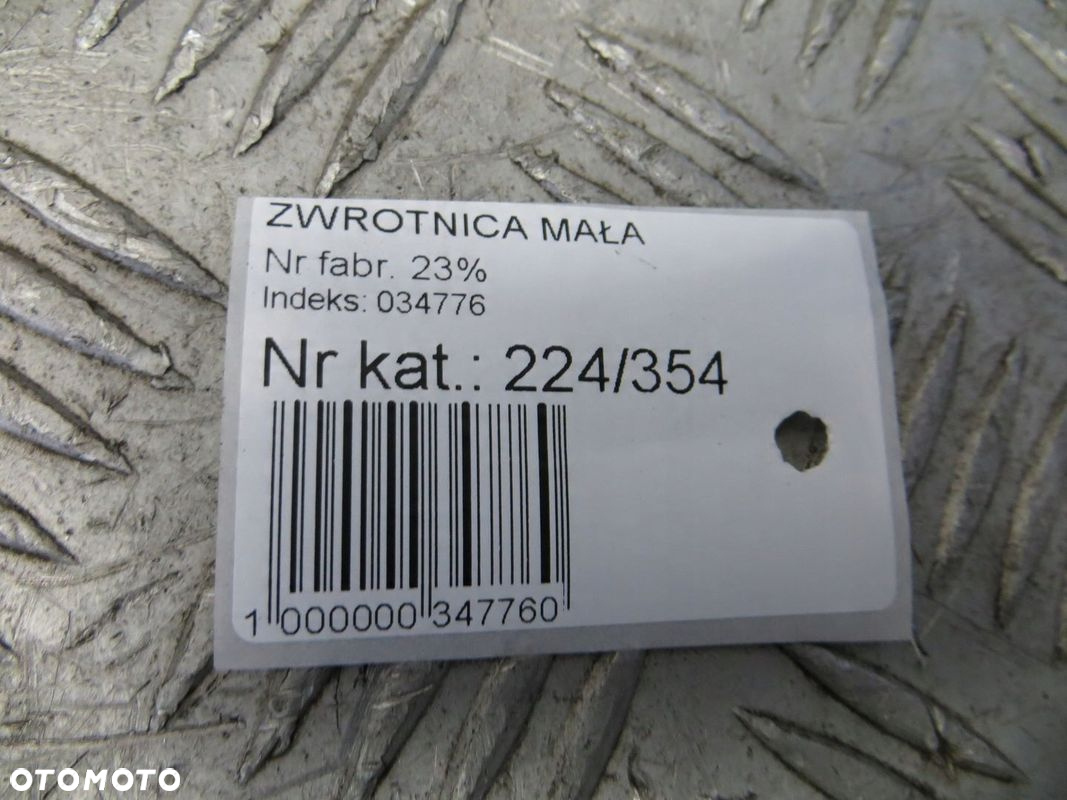 ZWROTNICA MAŁA
Nr fabr. 23%
Indeks: 034776
Nr kat.: 224/354
1 000000 347760
OTOMOTO